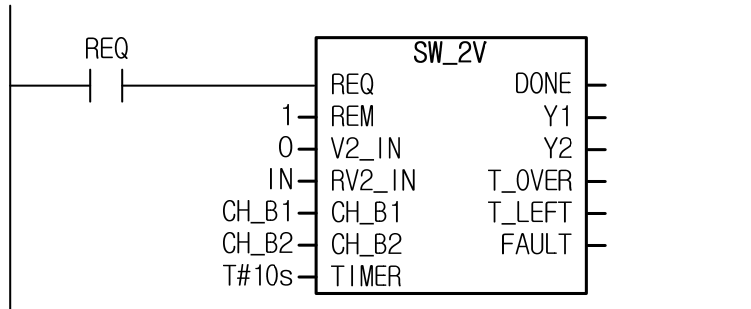 REQ
SW_2V
REQ DONE
1 REM Y1
0 V2_IN Y2
IN RV2_IN T_OVER
CH_B1 CH_B1 T_LEFT
CH_B2 CH_B2 FAULT
T#10s TIMER